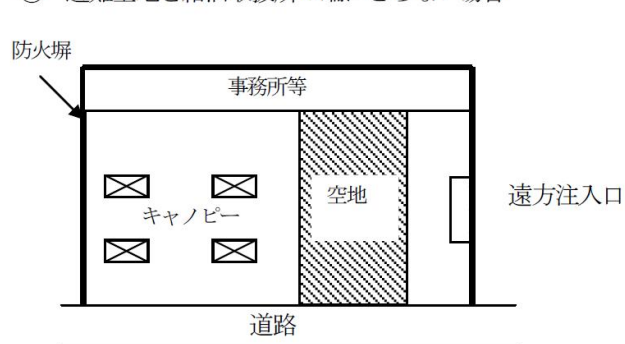 防火塀
事務所等
空地
遠方注入口
キャノピー
道路